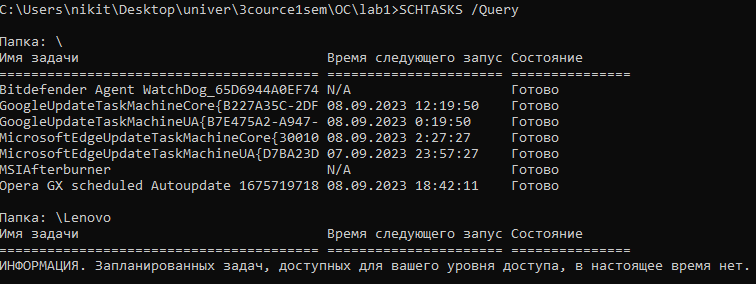 C:\Users\nikit\Desktop\univer\3cource1sem\OC\lab1>SCHTASKS /Query
Папка: \
Имя задачи Время следующего запус Состояние
======================================== ====================== ===============
Bitdefender Agent WatchDog_65D6944A0EF74 N/A Готово
GoogleUpdateTaskMachineCore{B227A35C-2DF 08.09.2023 12:19:50 Готово
GoogleUpdateTaskMachineUA{B7E475A2-A947- 08.09.2023 0:19:50 Готово
MicrosoftEdgeUpdateTaskMachineCore{30010 08.09.2023 2:27:27 Готово
MicrosoftEdgeUpdateTaskMachineUA{D7BA23D 07.09.2023 23:57:27 Готово
MSIAfterburner N/A Готово
Opera GX scheduled Autoupdate 1675719718 08.09.2023 18:42:11 Готово
Папка: \Lenovo
Имя задачи Время следующего запус Состояние
======================================== ====================== ===============
ИНФОРМАЦИЯ. Запланированных задач, доступных для вашего уровня доступа, в настоящее время нет.